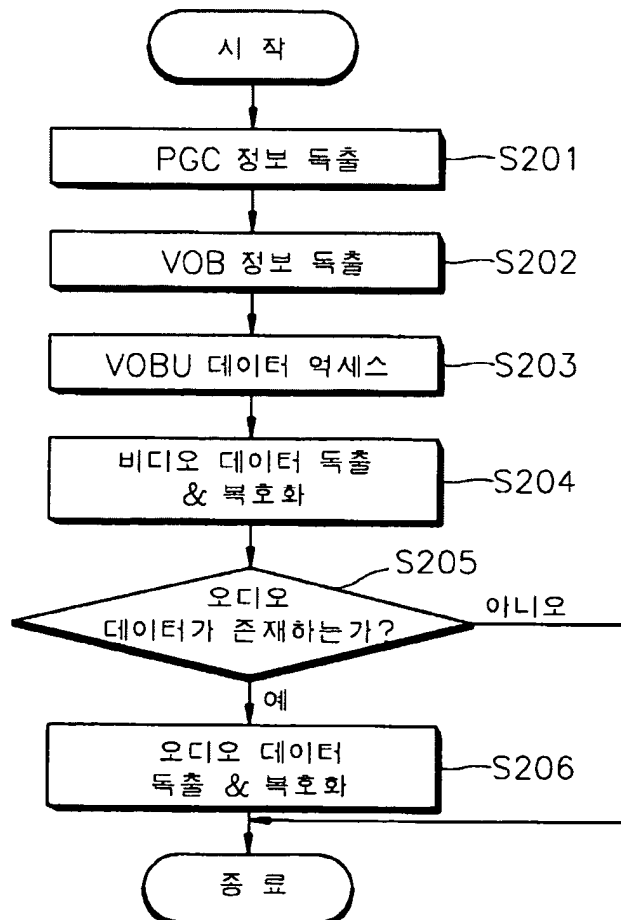 시 작
PGC 정보 독출
S201
VOB 정보 독출
S202
VOBU 데이터 억세스
S203
비디오 데이터 독출
& 복호화
S204
S205
오디오
데이터가 존재하는가?
아니오
예
오디오 데이터
독출 & 복호화
S206
종 료